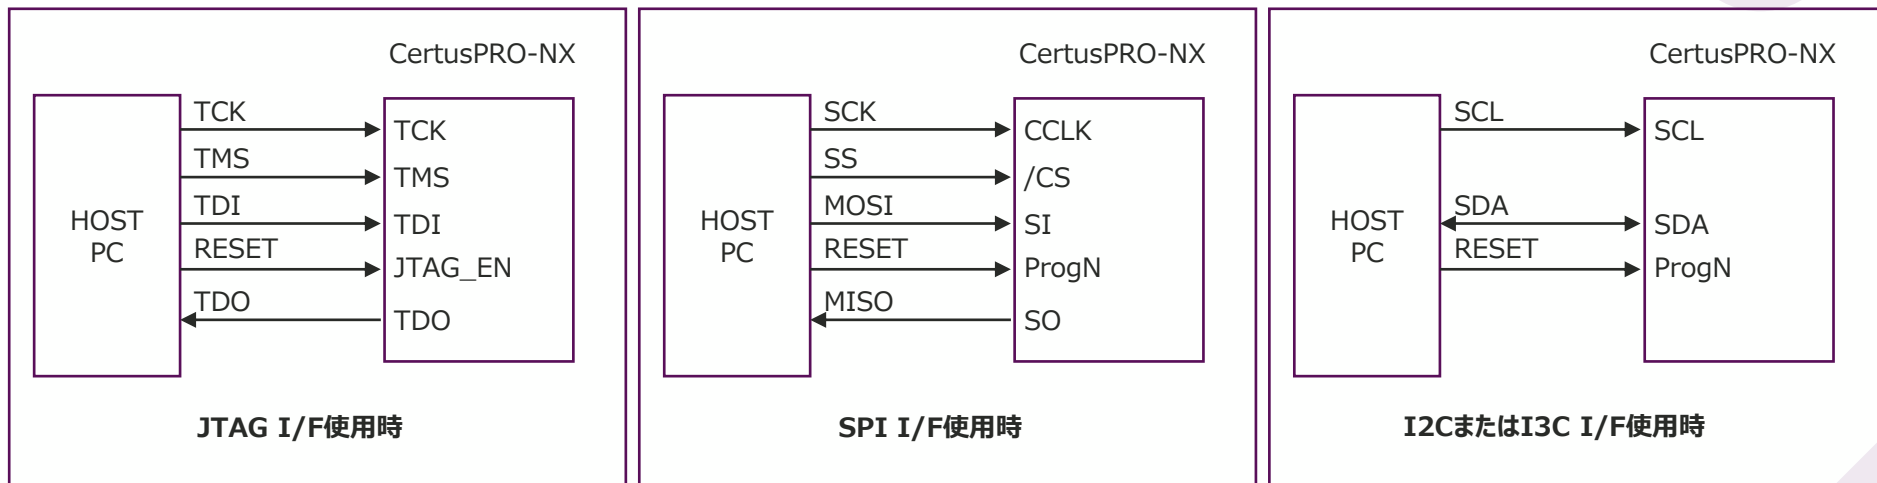 CertusPRO-NX
HOST
PC
TCK
TMS
TDI
RESET
TDO
TCK
TMS
TDI
JTAG_EN
TDO
JTAG I/F使用時
CertusPRO-NX
HOST
PC
SCK
SS
MOSI
RESET
MISO
CCLK
/CS
SI
ProgN
SO
SPI I/F使用時
CertusPRO-NX
HOST
PC
SCL
SDA
RESET
SCL
SDA
ProgN
I2CまたはI3C I/F使用時